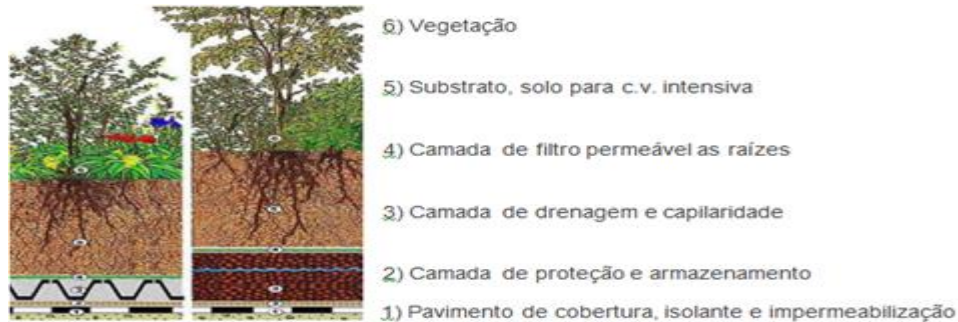 6) Vegetação
5) Substrato, solo para c.v. intensiva
4) Camada de filtro permeável as raízes
3) Camada de drenagem e capilaridade
2) Camada de proteção e armazenamento
1) Pavimento de cobertura, isolante e impermeabilização